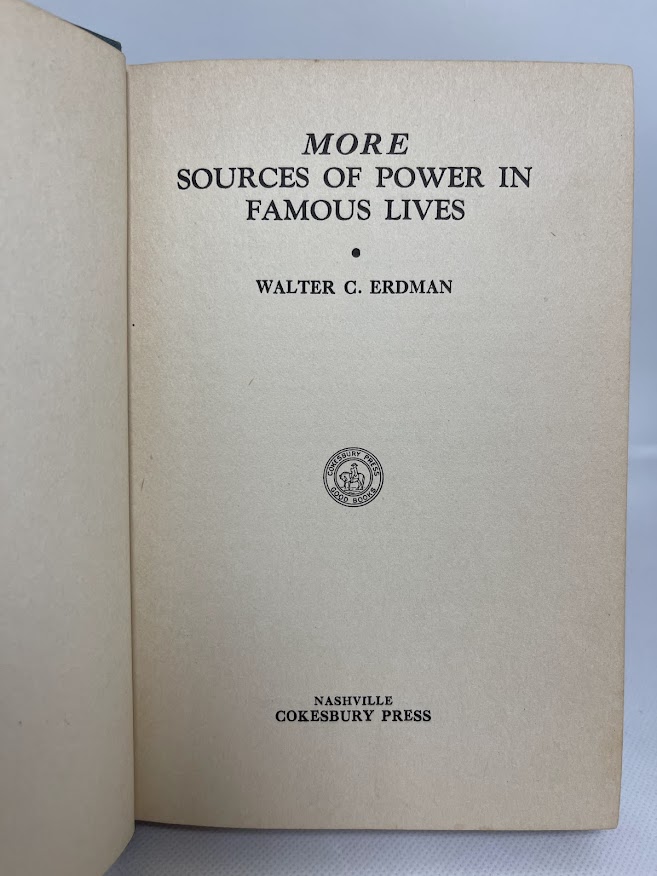 MORE
SOURCES OF POWER IN
FAMOUS LIVES
•
WALTER C. ERDMAN
COKESBURY PRESS
GOOD BOOKS
NASHVILLE
COKESBURY PRESS